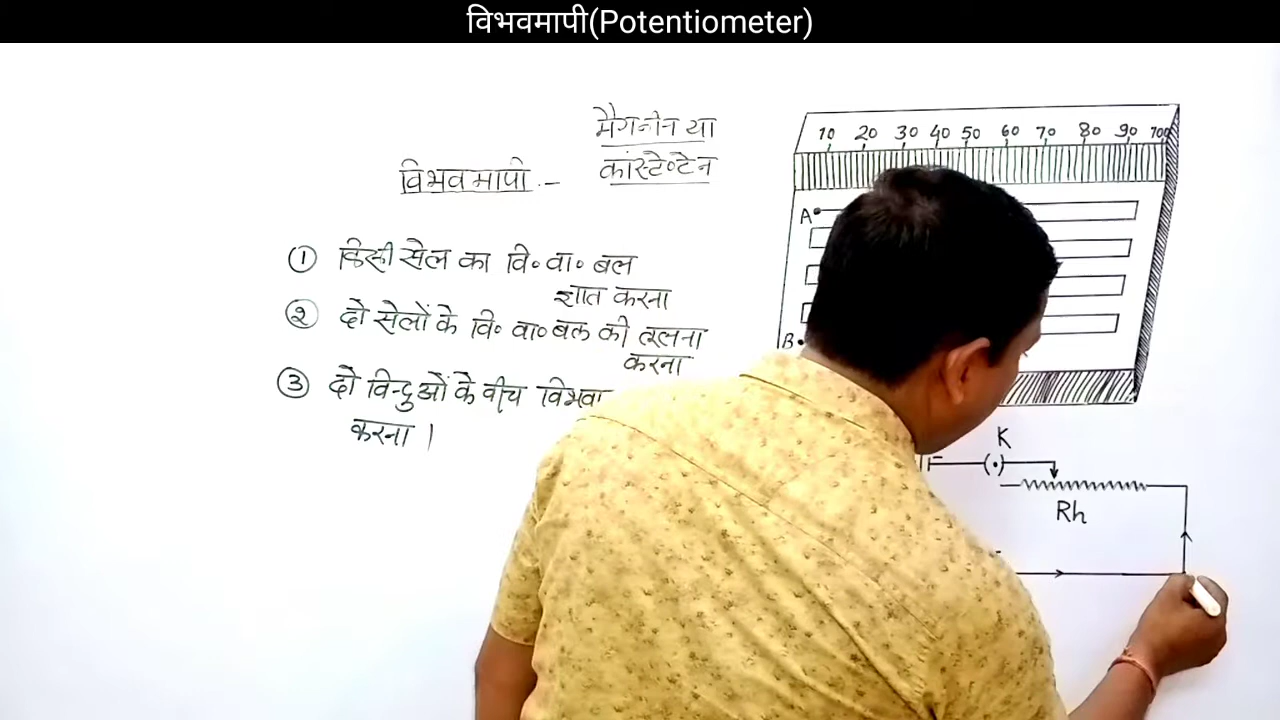 विभवमापी(Potentiometer)
मैगनीन या
कांस्टेन्टेन
विभवमापी :-
① किसी सेल का वि॰ वा॰ बल
ज्ञात करना
② दो सेलों के वि॰ वा॰ बल की तुलना
करना
③ दो विन्दुओं के वीच विभवा
करना ।
10 20 30 40 50 60 70 80 90 100
A
B
K
Rh